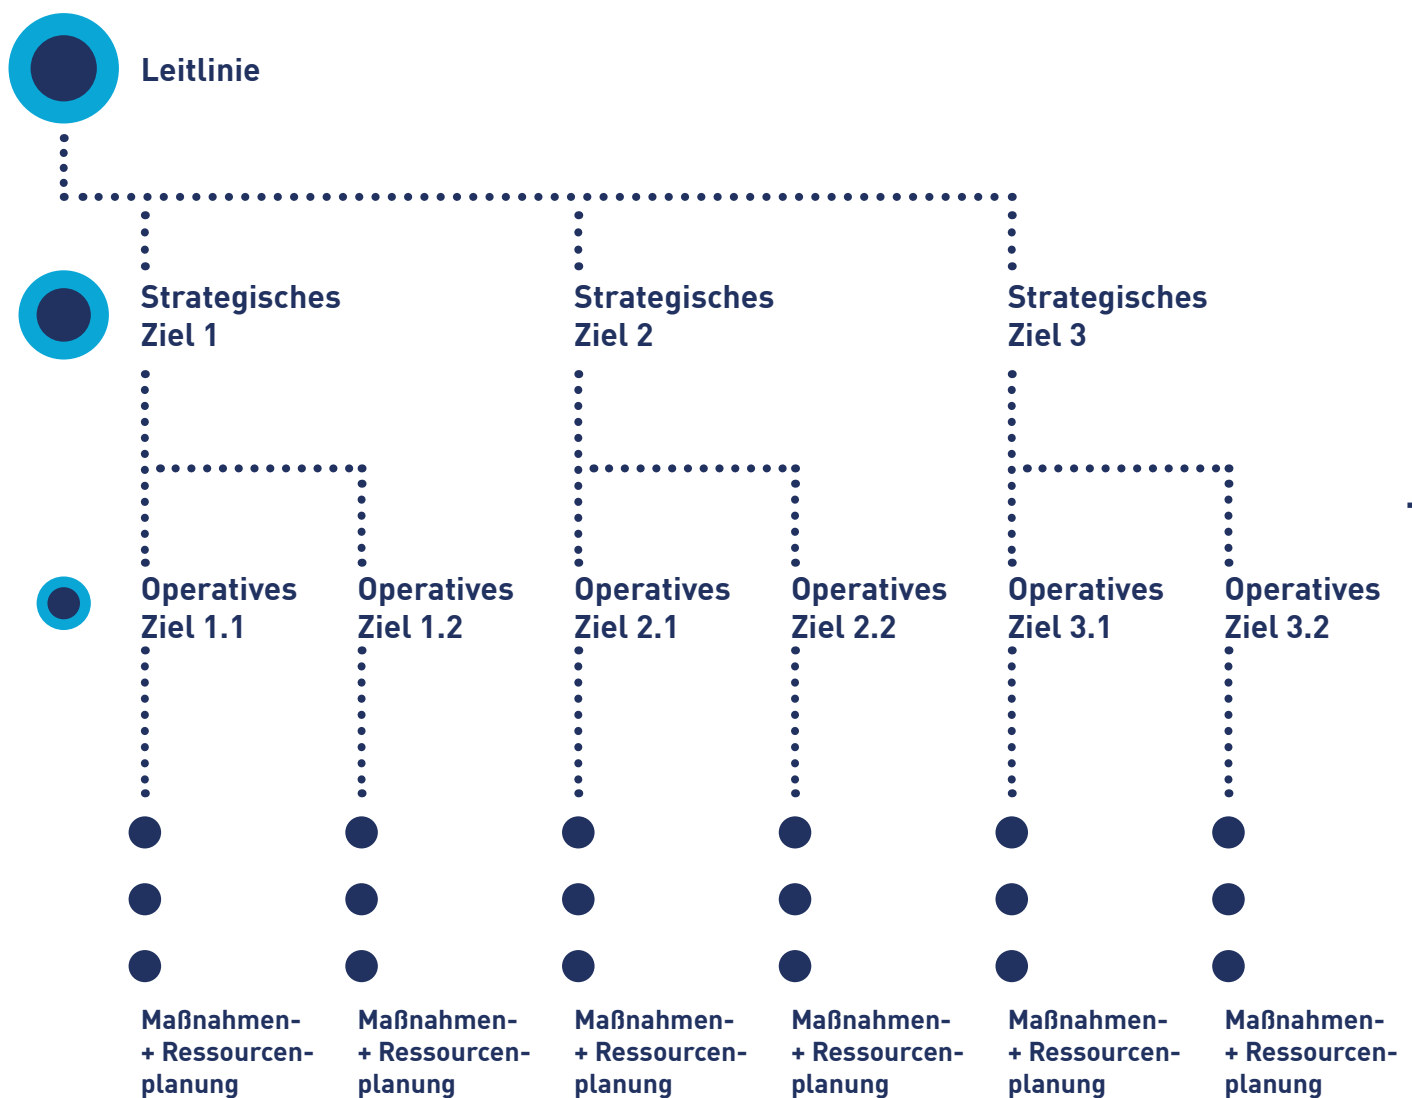 Leitlinie
Strategisches
Ziel 1
Strategisches
Ziel 2
Strategisches
Ziel 3
Operatives
Ziel 1.1
Operatives
Ziel 1.2
Operatives
Ziel 2.1
Operatives
Ziel 2.2
Operatives
Ziel 3.1
Operatives
Ziel 3.2
Maßnahmen-
+ Ressourcen-
planung
Maßnahmen-
+ Ressourcen-
planung
Maßnahmen-
+ Ressourcen-
planung
Maßnahmen-
+ Ressourcen-
planung
Maßnahmen-
+ Ressourcen-
planung
Maßnahmen-
+ Ressourcen-
planung